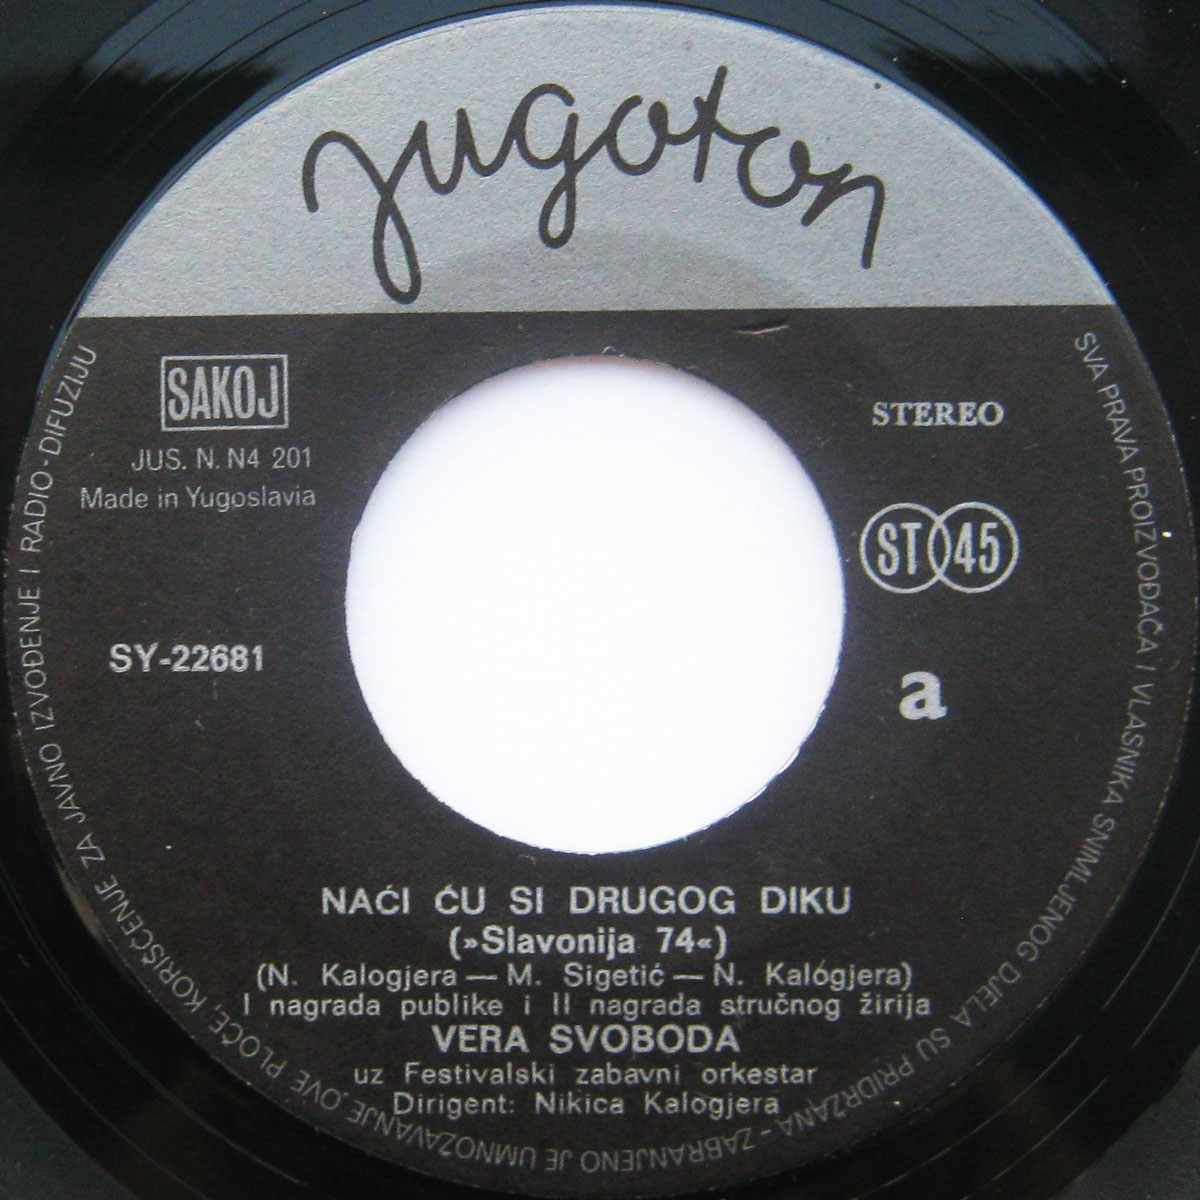 jugoton
SAKOJ
JUS. N. N4 201
Made in Yugoslavia
STEREO
ST 45
SY-22681
a
NAĆI ĆU SI DRUGOG DIKU
(»Slavonija 74«)
(N. Kalogjera — M. Sigetić — N. Kalógjera)
I nagrada publike i II nagrada stručnog žirija
VERA SVOBODA
uz Festivalski zabavni orkestar
Dirigent: Nikica Kalogjera
SVA PRAVA PROIZVOĐAČA I VLASNIKA SNIMLJENOG DJELA SU PRIDRŽANA - ZABRANJENO JE UMNOŽAVANJE OVE PLOČE, KORIŠĆENJE ZA JAVNO IZVOĐENJE I RADIO-DIFUZIJU